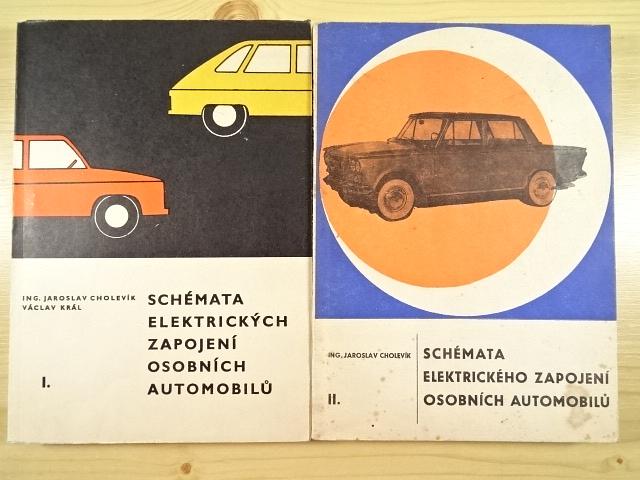 ING. JAROSLAV CHOLEVÍK
VÁCLAV KRÁL
I.
SCHÉMATA
ELEKTRICKÝCH
ZAPOJENÍ
OSOBNÍCH
AUTOMOBILŮ
ING. JAROSLAV CHOLEVÍK
II.
SCHÉMATA
ELEKTRICKÉHO ZAPOJENÍ
OSOBNÍCH AUTOMOBILŮ